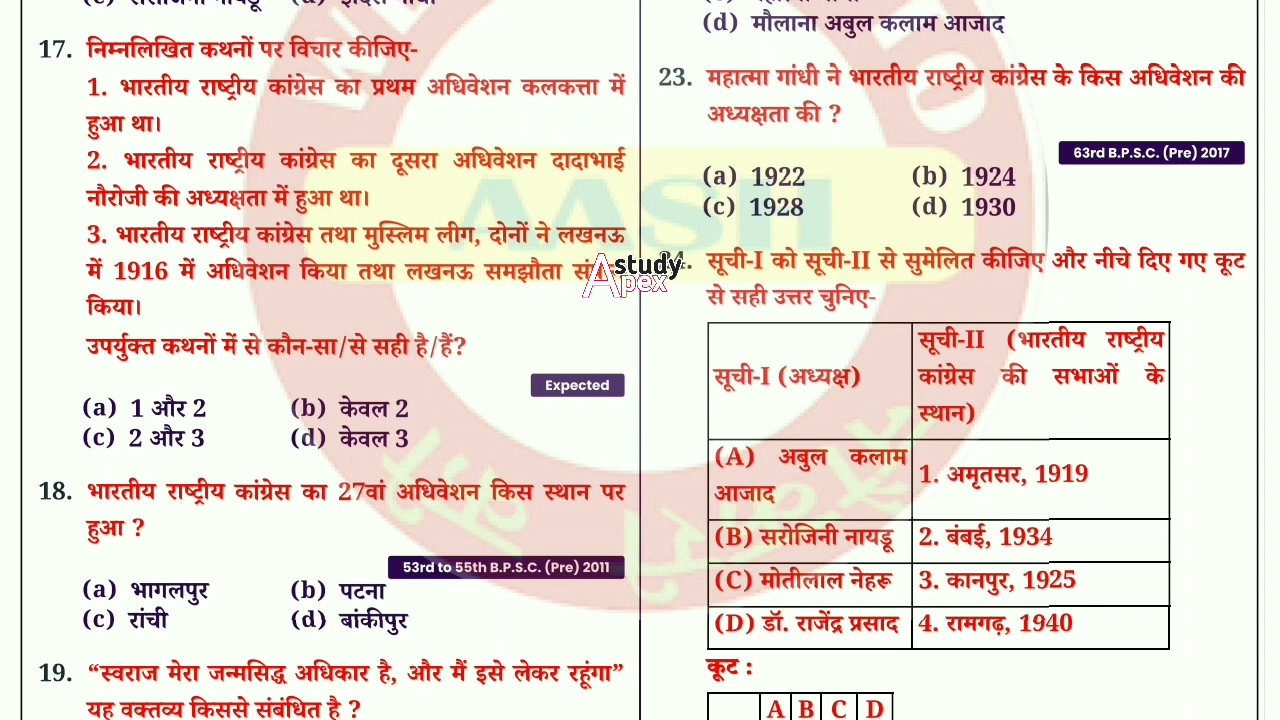 (d) मौलाना अबुल कलाम आजाद
17. निम्नलिखित कथनों पर विचार कीजिए-
1. भारतीय राष्ट्रीय कांग्रेस का प्रथम अधिवेशन कलकत्ता में
हुआ था।
2. भारतीय राष्ट्रीय कांग्रेस का दूसरा अधिवेशन दादाभाई
नौरोजी की अध्यक्षता में हुआ था।
3. भारतीय राष्ट्रीय कांग्रेस तथा मुस्लिम लीग, दोनों ने लखनऊ
में 1916 में अधिवेशन किया तथा लखनऊ समझौता
किया।
उपर्युक्त कथनों में से कौन-सा/से सही है/हैं?
Expected
(a) 1 और 2 (b) केवल 2
(c) 2 और 3 (d) केवल 3
18. भारतीय राष्ट्रीय कांग्रेस का 27वां अधिवेशन किस स्थान पर
हुआ ?
53rd to 55th B.P.S.C. (Pre) 2011
(a) भागलपुर (b) पटना
(c) रांची (d) बांकीपुर
19. “स्वराज मेरा जन्मसिद्ध अधिकार है, और मैं इसे लेकर रहूंगा”
यह वक्तव्य किससे संबंधित है ?
23. महात्मा गांधी ने भारतीय राष्ट्रीय कांग्रेस के किस अधिवेशन की
अध्यक्षता की ?
63rd B.P.S.C. (Pre) 2017
(a) 1922 (b) 1924
(c) 1928 (d) 1930
सूची-I को सूची-II से सुमेलित कीजिए और नीचे दिए गए कूट
से सही उत्तर चुनिए-
सूची-I (अध्यक्ष)
सूची-II (भारतीय राष्ट्रीय
कांग्रेस की सभाओं के
स्थान)
(A) अबुल कलाम
आजाद
1. अमृतसर, 1919
(B) सरोजिनी नायडू 2. बंबई, 1934
(C) मोतीलाल नेहरू 3. कानपुर, 1925
(D) डॉ. राजेंद्र प्रसाद 4. रामगढ़, 1940
कूट :
A B C D
study
Apex
AASH